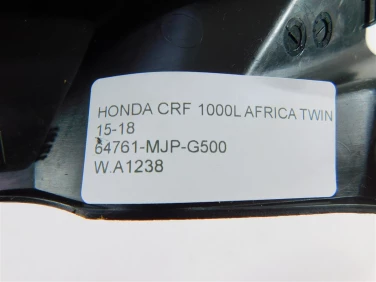 HONDA CRF 1000L AFRICA TWIN
15-18
64761-MJP-G500
W.A1238